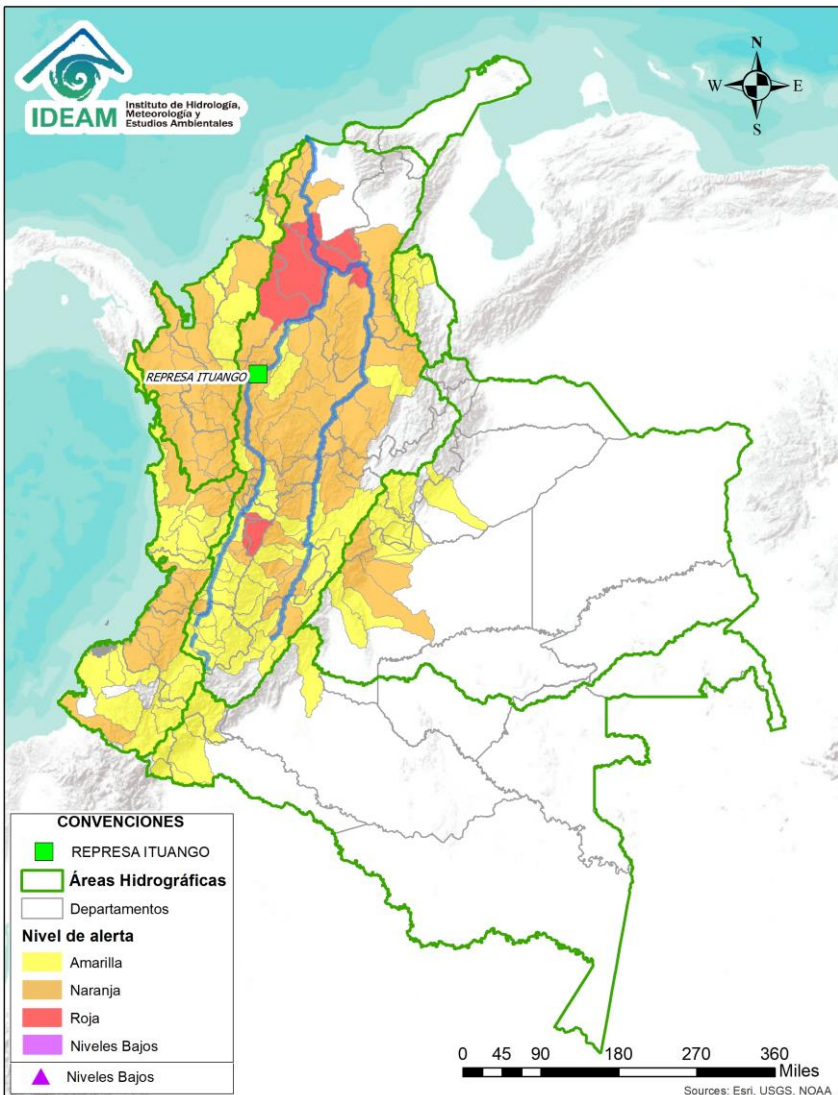 IDEAM
Instituto de Hidrología,
Meteorología y
Estudios Ambientales
N
W
E
S
REPRESA ITUANGO
CONVENCIONES
REPRESA ITUANGO
Áreas Hidrográficas
Departamentos
Nivel de alerta
Amarilla
Naranja
Roja
Niveles Bajos
Niveles Bajos
0 45 90 180 270 360
Miles
Sources: Esri, USGS, NOAA